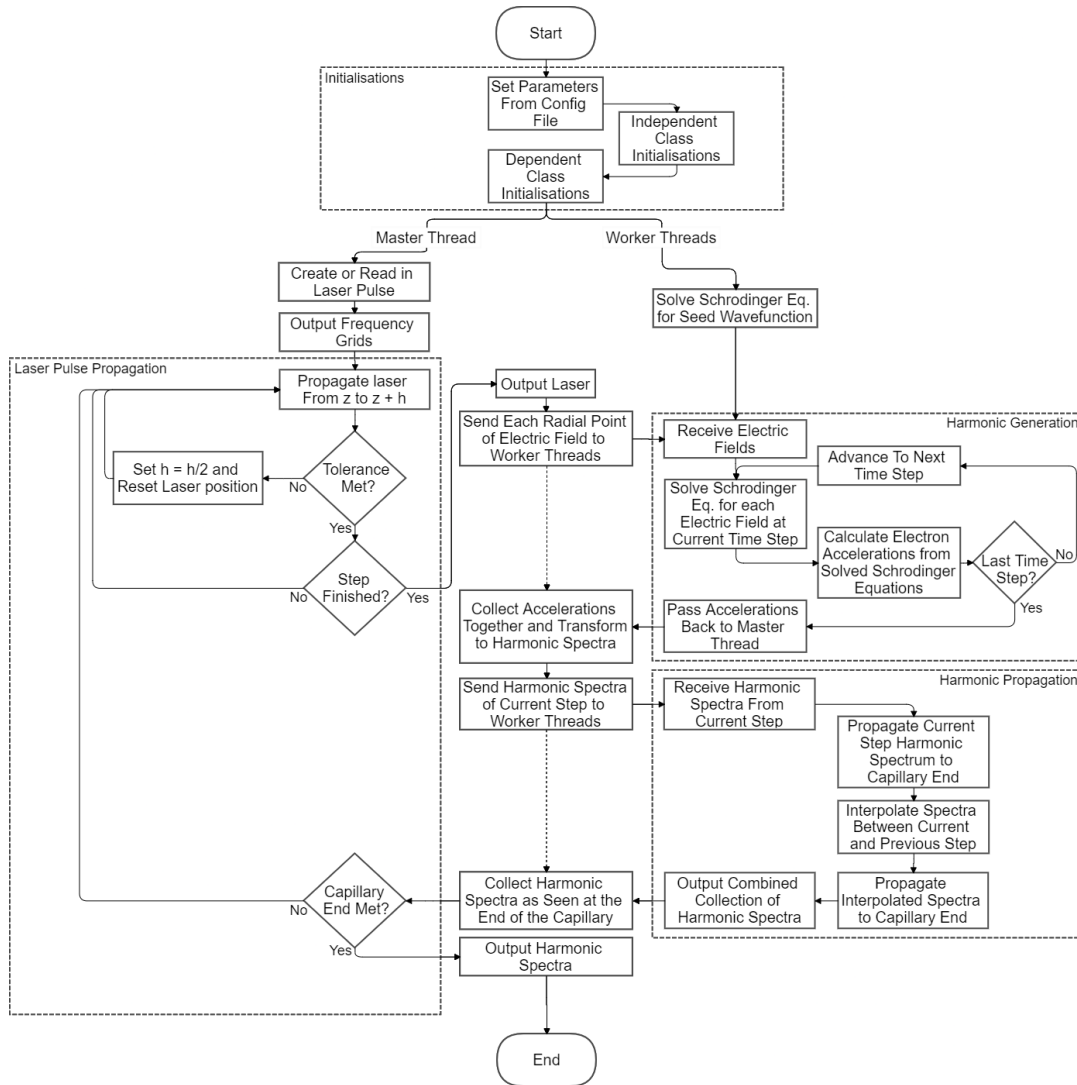 Start
Initialisations
Set Parameters
From Config
File
Independent
Class
Initialisations
Dependent
Class
Initialisations
Master Thread
Worker Threads
Create or Read in
Laser Pulse
Solve Schrodinger Eq.
for Seed Wavefunction
Output Frequency
Grids
Laser Pulse Propagation
Propagate laser
From z to z + h
Set h = h/2 and
Reset Laser position
No
Tolerance
Met?
Yes
No
Step
Finished?
Yes
Output Laser
Send Each Radial Point
of Electric Field to
Worker Threads
Harmonic Generation
Receive Electric
Fields
Advance To Next
Time Step
Solve Schrodinger
Eq. for each
Electric Field at
Current Time Step
Calculate Electron
Accelerations from
Solved Schrodinger
Equations
Last Time
Step?
No
Yes
Collect Accelerations
Together and Transform
to Harmonic Spectra
Pass Accelerations
Back to Master
Thread
Send Harmonic Spectra
of Current Step to
Worker Threads
Harmonic Propagation
Receive Harmonic
Spectra From
Current Step
Propagate Current
Step Harmonic
Spectrum to
Capillary End
Interpolate Spectra
Between Current
and Previous Step
Propagate
Interpolated Spectra
to Capillary End
Output Combined
Collection of
Harmonic Spectra
Collect Harmonic
Spectra as Seen at the
End of the Capillary
Capillary
End Met?
No
Yes
Output Harmonic
Spectra
End